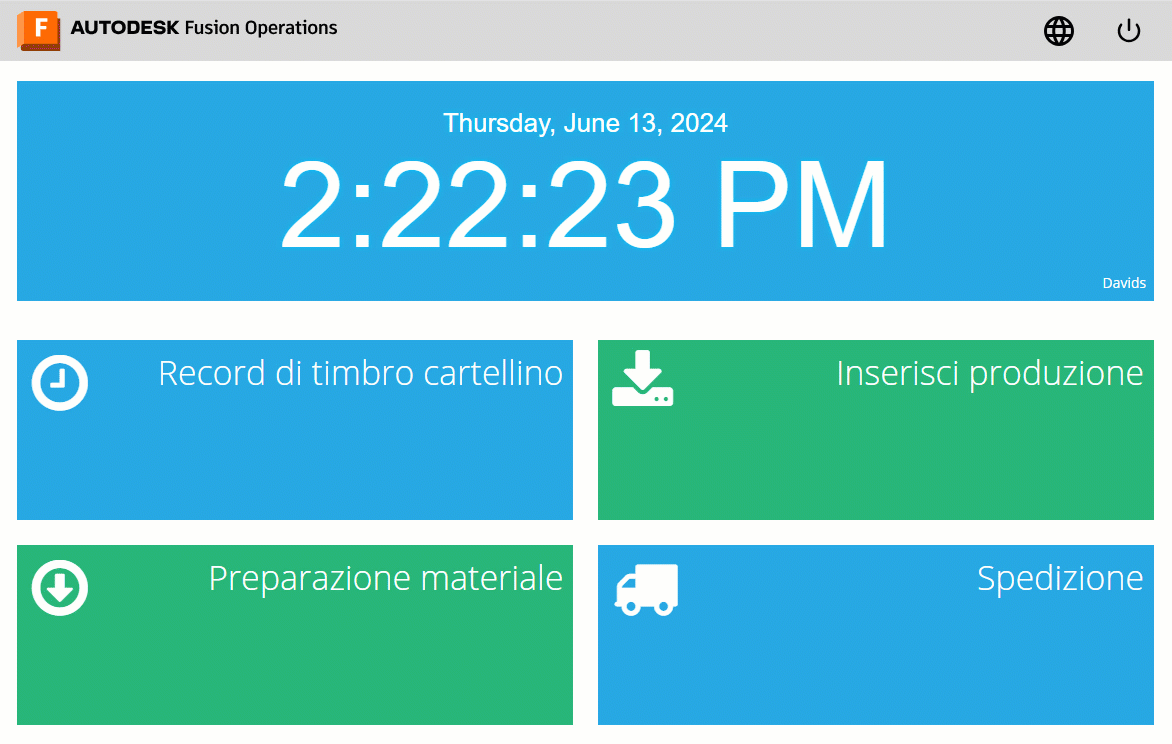 F AUTODESK Fusion Operations
Thursday, June 13, 2024
2:22:23 PM
Davids
Record di timbro cartellino
Inserisci produzione
Preparazione materiale
Spedizione